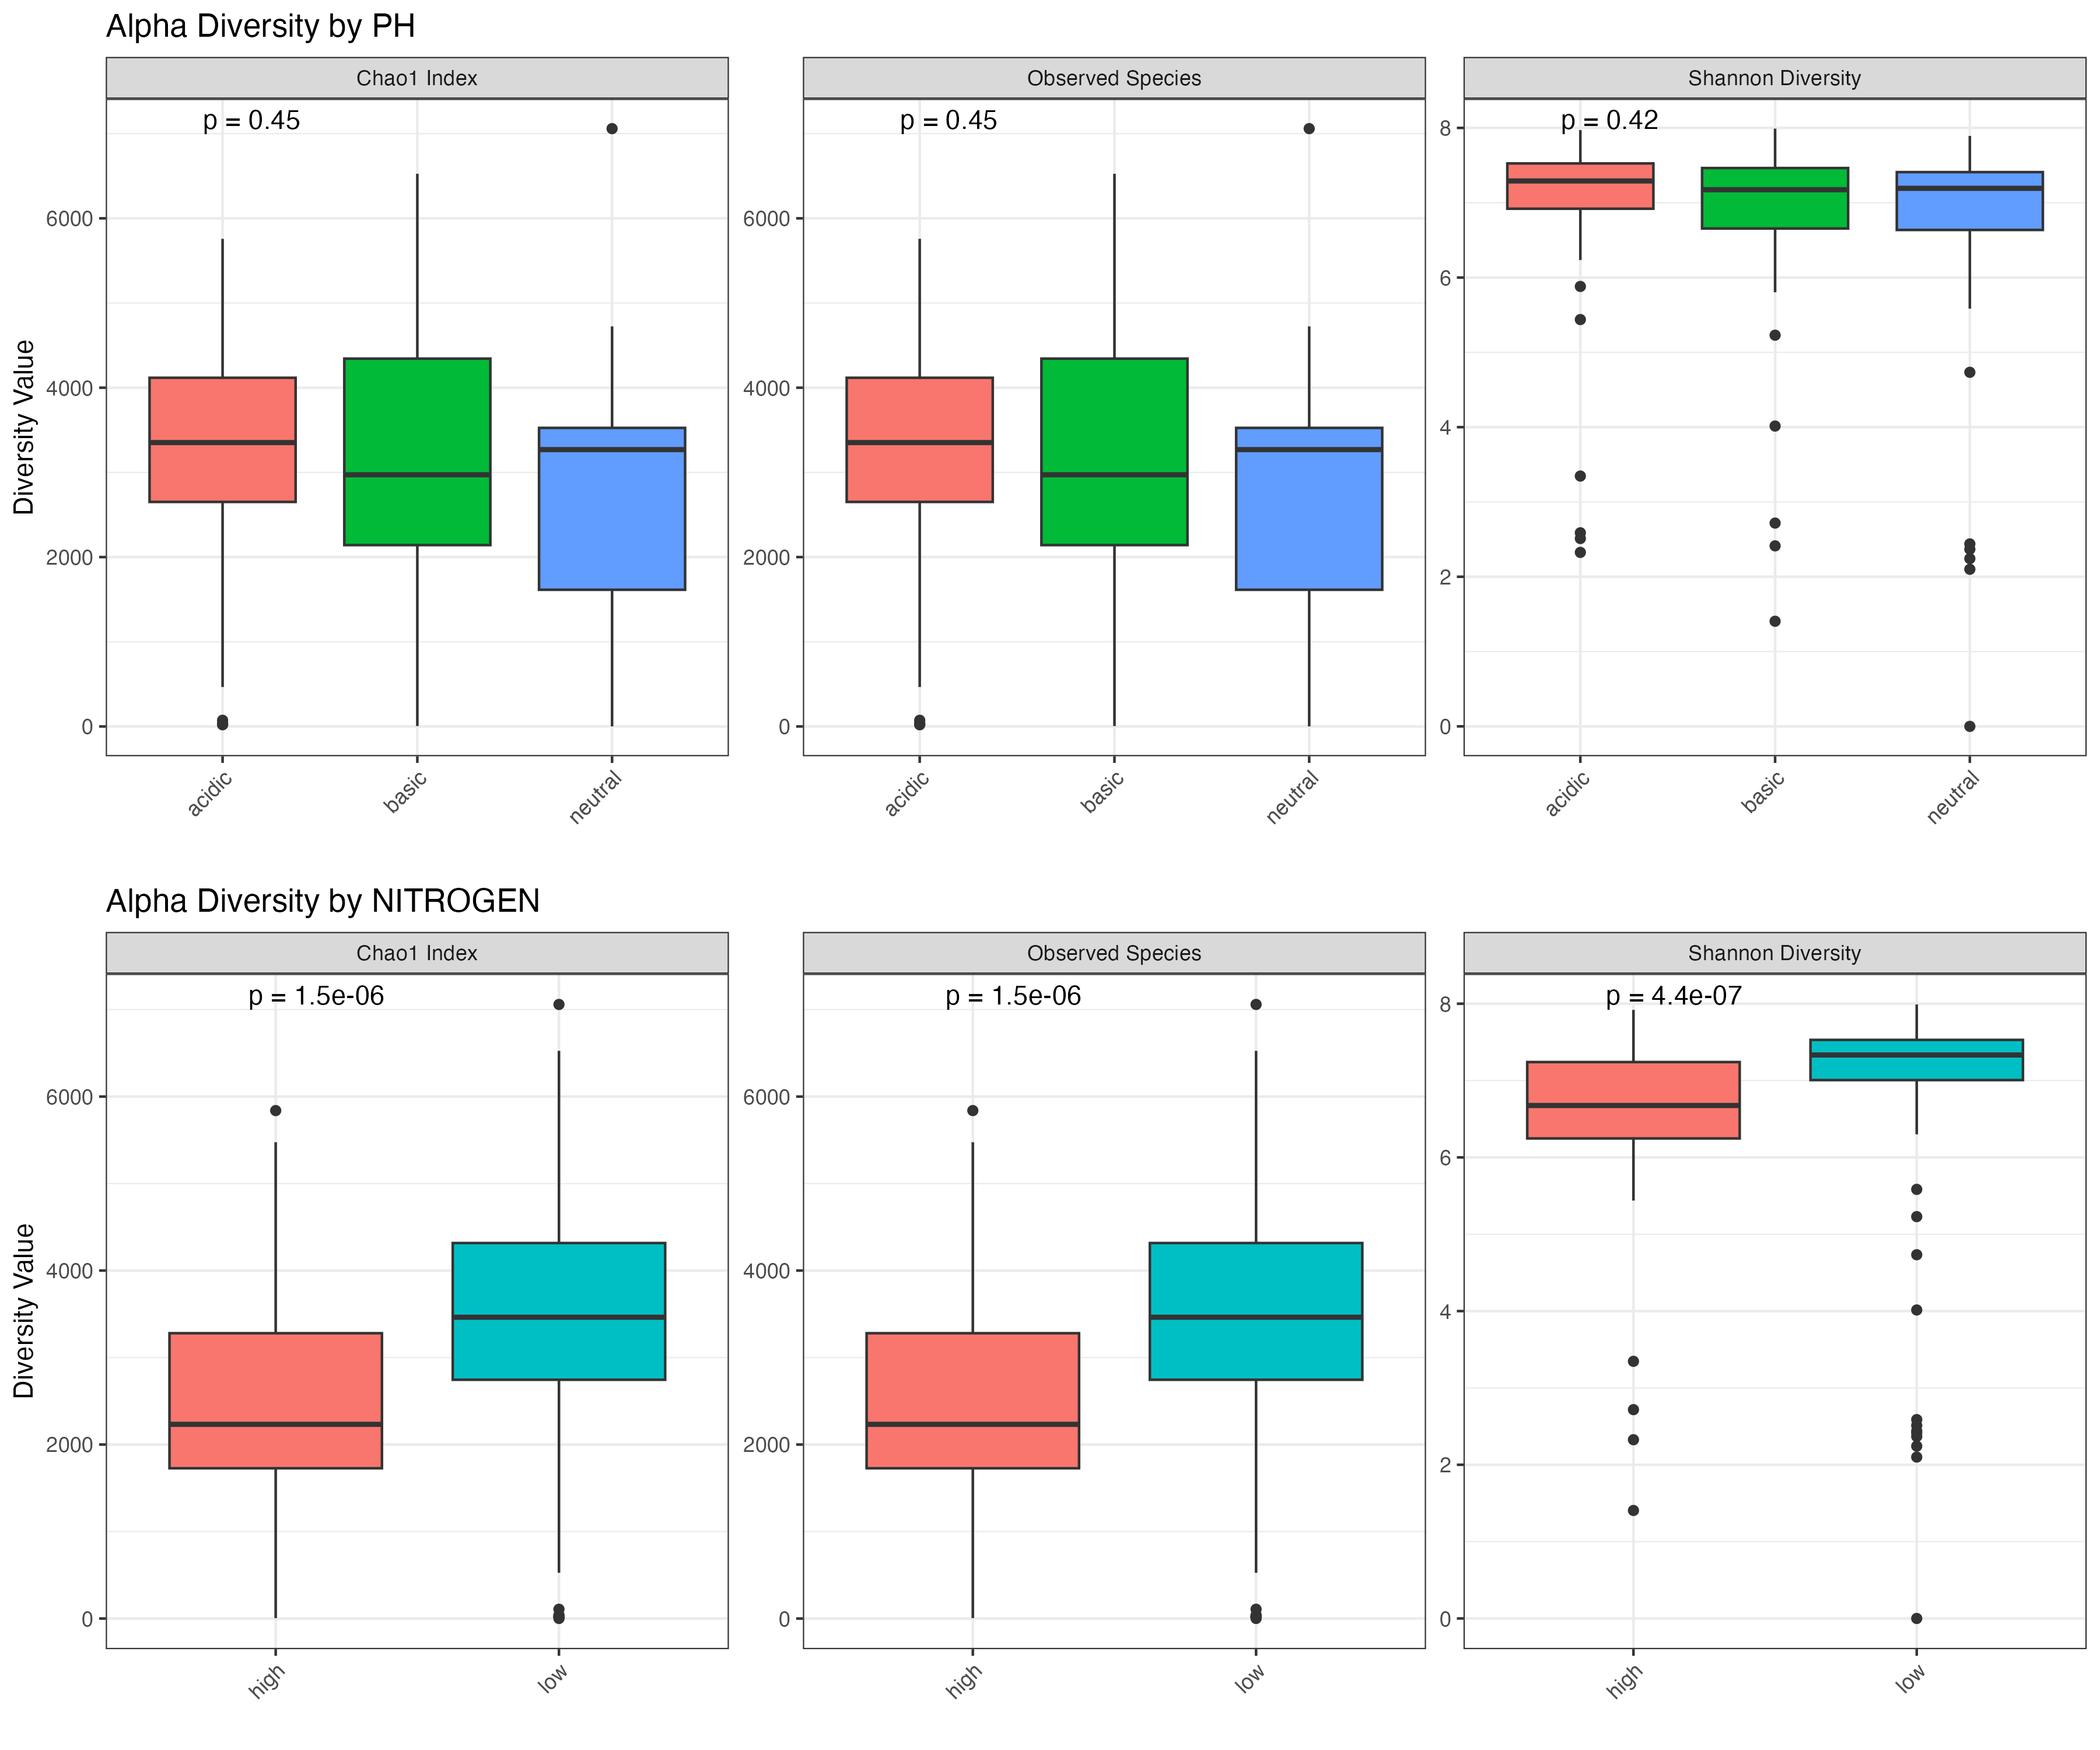 Alpha Diversity by PH
Chao1 Index
Observed Species
Shannon Diversity
p = 0.45
p = 0.45
p = 0.42
Diversity Value
6000
4000
2000
0
6000
4000
2000
0
8
6
4
2
0
acidic
basic
neutral
acidic
basic
neutral
acidic
basic
neutral
Alpha Diversity by NITROGEN
Chao1 Index
Observed Species
Shannon Diversity
p = 1.5e-06
p = 1.5e-06
p = 4.4e-07
Diversity Value
6000
4000
2000
0
6000
4000
2000
0
8
6
4
2
0
high
low
high
low
high
low